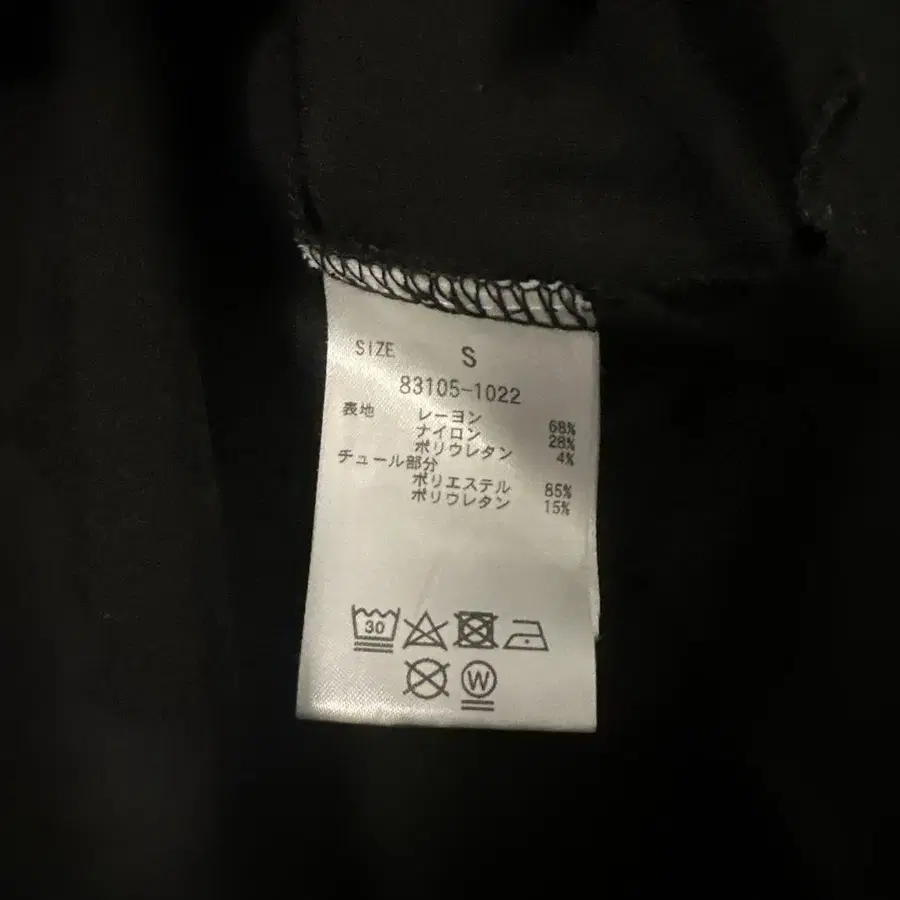 SIZE S
83105-1022
表地 レーヨン 68%
ナイロン 28%
ポリウレタン 4%
チュール部分
ポリエステル 85%
ポリウレタン 15%
30
W